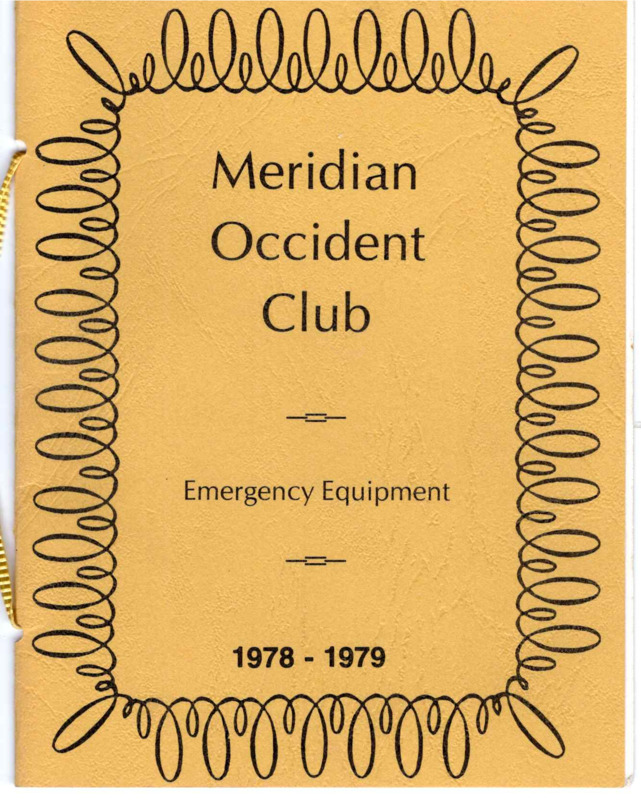 Meridian
Occident
Club
Emergency Equipment
1978 - 1979